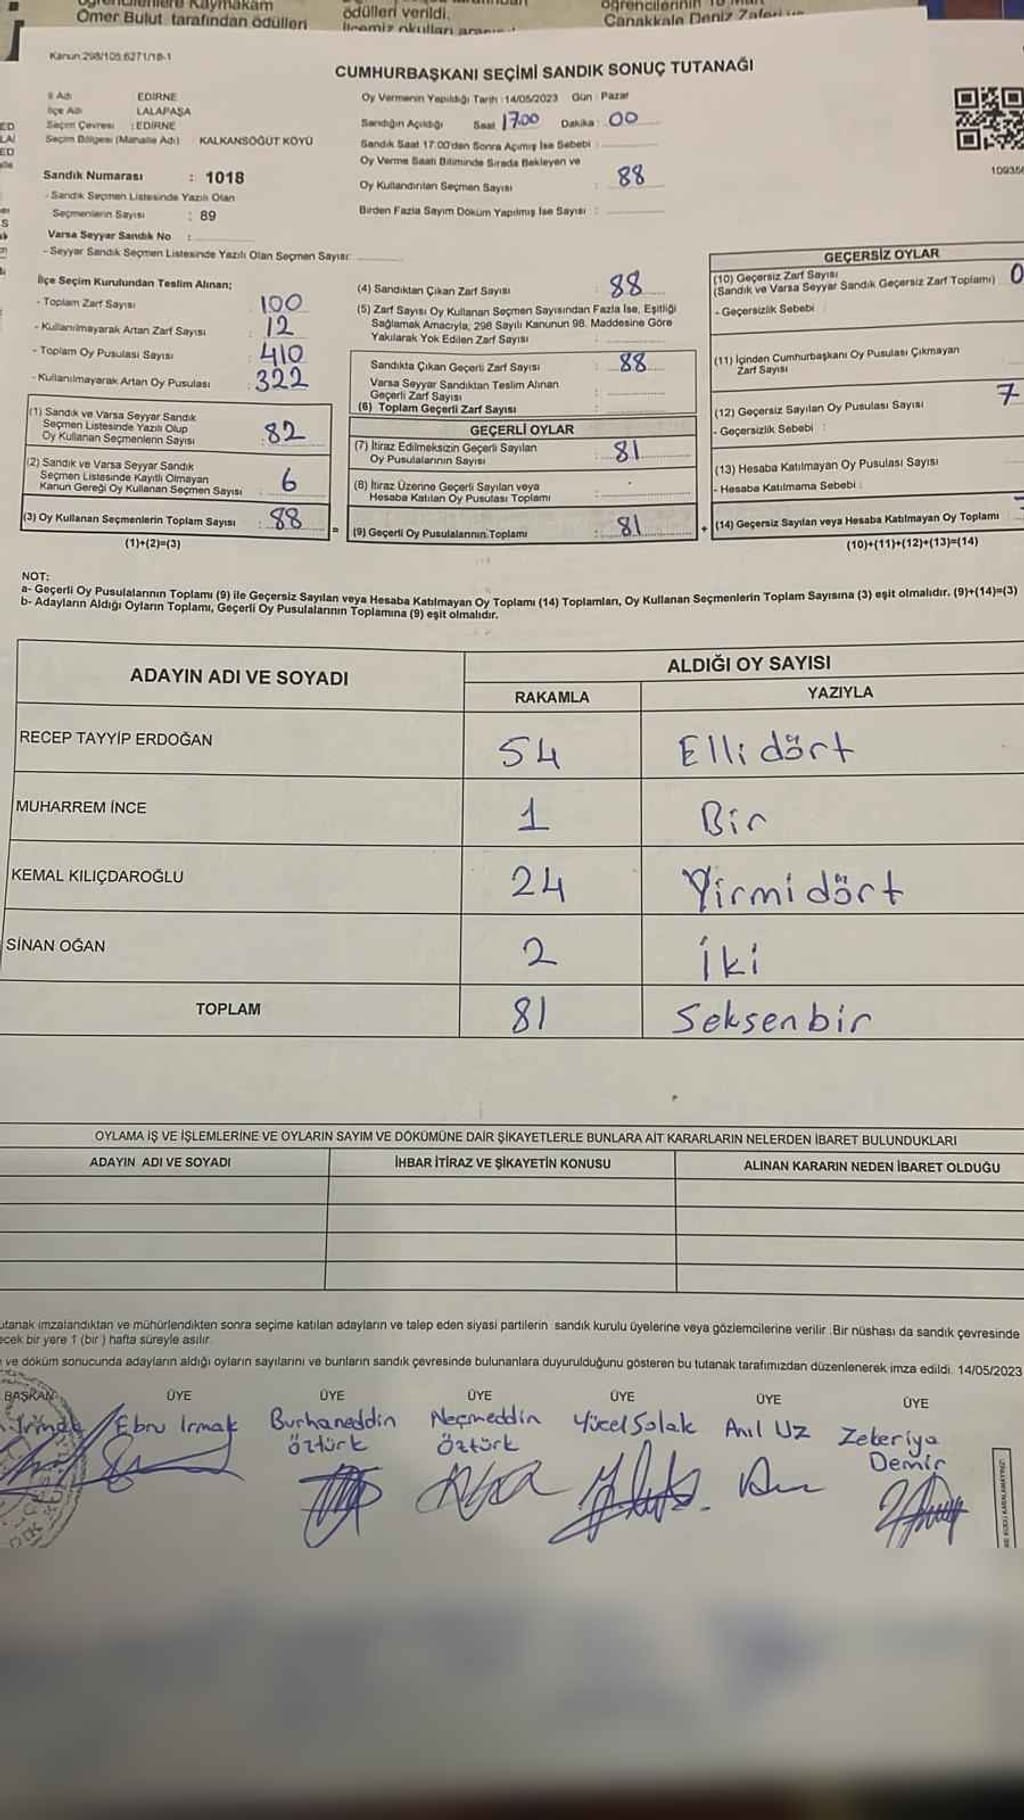 Ömer Bulut tarafından ödülleri
ödülleri verildi.
Çanakkale Deniz Zaferi
Kanun:298/105,6271/18-1
CUMHURBAŞKANI SEÇİMİ SANDIK SONUÇ TUTANAĞI
İl Adı EDİRNE
İlçe Adı LALAPAŞA
Seçim Çevresi : EDİRNE
Seçim Bölgesi (Mahalle Adı) KALKANSÖĞÜT KÖYÜ
Sandık Numarası : 1018
- Sandık Seçmen Listesinde Yazılı Olan
Seçmenlerin Sayısı : 89
Varsa Seyyar Sandık No :
- Seyyar Sandık Seçmen Listesinde Yazılı Olan Seçmen Sayısı:
Oy Vermenin Yapıldığı Tarih : 14/05/2023 Gün : Pazar
Sandığın Açıldığı Saat 17.00 Dakika : 00
Sandık Saat 17:00'den Sonra Açımış İse Sebebi :
Oy Verme Saati Bitiminde Sırada Bekleyen ve
Oy Kullandırılan Seçmen Sayısı : 88
Birden Fazla Sayım Döküm Yapılmış İse Sayısı :
İlçe Seçim Kurulundan Teslim Alınan;
- Toplam Zarf Sayısı : 100
- Kullanılmayarak Artan Zarf Sayısı : 12
- Toplam Oy Pusulası Sayısı : 410
- Kullanılmayarak Artan Oy Pusulası : 322
(1) Sandık ve Varsa Seyyar Sandık
Seçmen Listesinde Yazılı Olup
Oy Kullanan Seçmenlerin Sayısı : 82
(2) Sandık ve Varsa Seyyar Sandık
Seçmen Listesinde Kayıtlı Olmayan
Kanun Gereği Oy Kullanan Seçmen Sayısı : 6
(3) Oy Kullanan Seçmenlerin Toplam Sayısı : 88 =
(1)+(2)=(3)
(4) Sandıktan Çıkan Zarf Sayısı : 88
(5) Zarf Sayısı Oy Kullanan Seçmen Sayısından Fazla İse, Eşitliği
Sağlamak Amacıyla, 298 Sayılı Kanunun 98. Maddesine Göre
Yakılarak Yok Edilen Zarf Sayısı :
Sandıkta Çıkan Geçerli Zarf Sayısı : 88
Varsa Seyyar Sandıktan Teslim Alınan
Geçerli Zarf Sayısı :
(6) Toplam Geçerli Zarf Sayısı :
GEÇERLİ OYLAR
(7) İtiraz Edilmeksizin Geçerli Sayılan
Oy Pusulalarının Sayısı : 81
(8) İtiraz Üzerine Geçerli Sayılan veya
Hesaba Katılan Oy Pusulası Toplamı :
(9) Geçerli Oy Pusulalarının Toplamı : 81 +
GEÇERSİZ OYLAR
(10) Geçersiz Zarf Sayısı
(Sandık ve Varsa Seyyar Sandık Geçersiz Zarf Toplamı) 0
- Geçersizlik Sebebi
(11) İçinden Cumhurbaşkanı Oy Pusulası Çıkmayan
Zarf Sayısı
(12) Geçersiz Sayılan Oy Pusulası Sayısı 7
- Geçersizlik Sebebi :
(13) Hesaba Katılmayan Oy Pusulası Sayısı
- Hesaba Katılmama Sebebi :
(14) Geçersiz Sayılan veya Hesaba Katılmayan Oy Toplamı
(10)+(11)+(12)+(13)=(14)
NOT:
a- Geçerli Oy Pusulalarının Toplamı (9) ile Geçersiz Sayılan veya Hesaba Katılmayan Oy Toplamı (14) Toplamları, Oy Kullanan Seçmenlerin Toplam Sayısına (3) eşit olmalıdır. (9)+(14)=(3)
b- Adayların Aldığı Oyların Toplamı, Geçerli Oy Pusulalarının Toplamına (9) eşit olmalıdır.
ADAYIN ADI VE SOYADI ALDIĞI OY SAYISI
RAKAMLA YAZIYLA
RECEP TAYYİP ERDOĞAN 54 Elli dört
MUHARREM İNCE 1 Bir
KEMAL KILIÇDAROĞLU 24 Yirmi dört
SİNAN OĞAN 2 İki
TOPLAM 81 Seksen bir
OYLAMA İŞ VE İŞLEMLERİNE VE OYLARIN SAYIM VE DÖKÜMÜNE DAİR ŞİKAYETLERLE BUNLARA AİT KARARLARIN NELERDEN İBARET BULUNDUKLARI
ADAYIN ADI VE SOYADI İHBAR İTİRAZ VE ŞİKAYETİN KONUSU ALINAN KARARIN NEDEN İBARET OLDUĞU
imzalandıktan ve mühürlendikten sonra seçime katılan adayların ve talep eden siyasi partilerin sandık kurulu üyelerine veya gözlemcilerine verilir .Bir nüshası da sandık çevresinde
bir yere 1 (bir ) hafta süreyle asılır.
ve döküm sonucunda adayların aldığı oyların sayılarını ve bunların sandık çevresinde bulunanlara duyurulduğunu gösteren bu tutanak tarafımızdan düzenlenerek imza edildi. 14/05/2023
BAŞKAN ÜYE ÜYE ÜYE ÜYE ÜYE ÜYE
Ebru Irmak Burhaneddin Öztürk Necmeddin Öztürk Yücel Solak Anıl Uz Zekeriya Demir